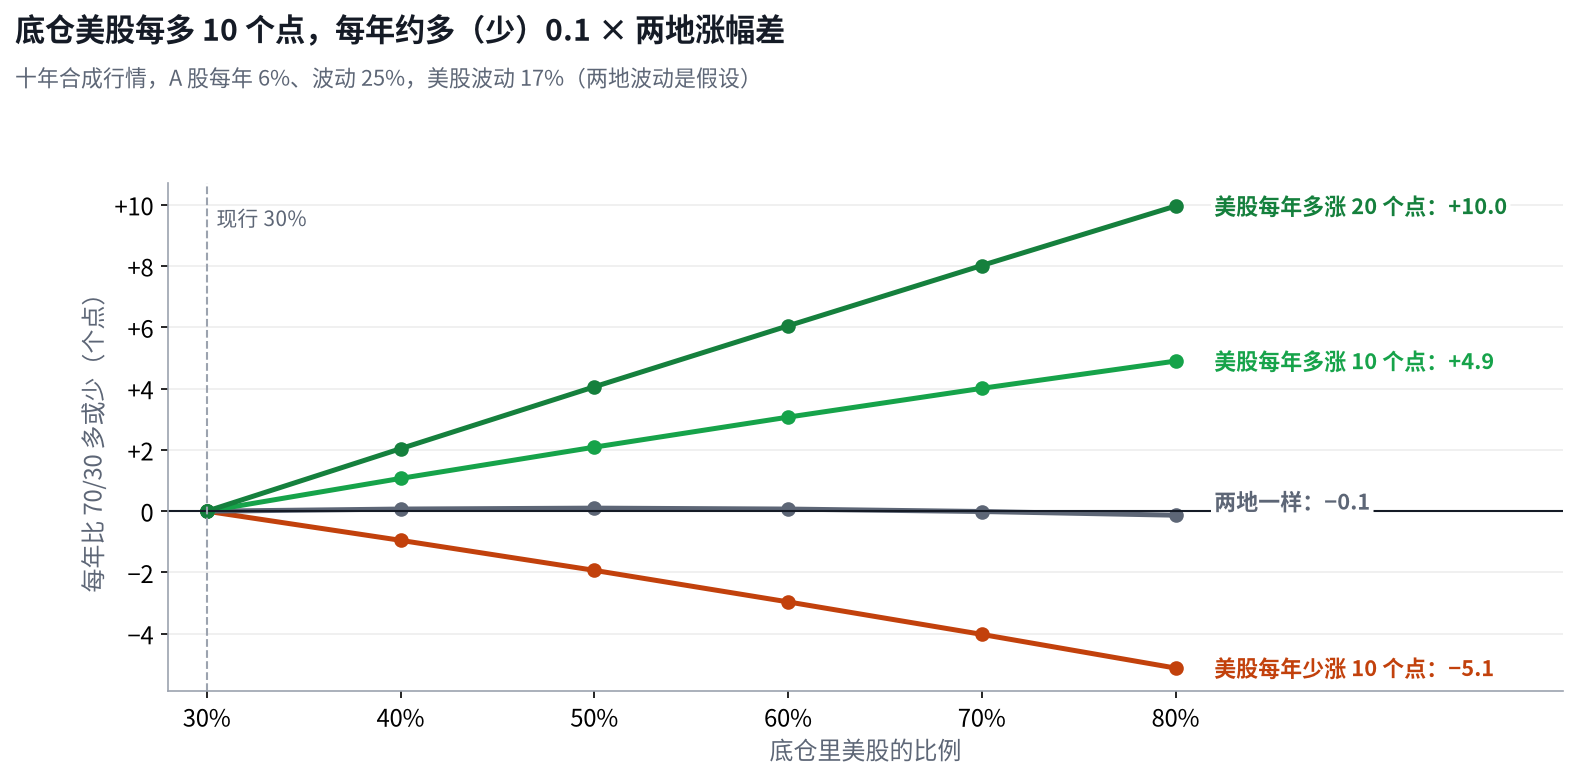 底仓美股每多 10 个点，每年约多（少）0.1 × 两地涨幅差
十年合成行情，A 股每年 6%、波动 25%，美股波动 17%（两地波动是假设）
每年比 70/30 多或少（个点）
+10
+8
+6
+4
+2
0
−2
−4
现行 30%
美股每年多涨 20 个点：+10.0
美股每年多涨 10 个点：+4.9
两地一样：−0.1
美股每年少涨 10 个点：−5.1
30%
40%
50%
60%
70%
80%
底仓里美股的比例